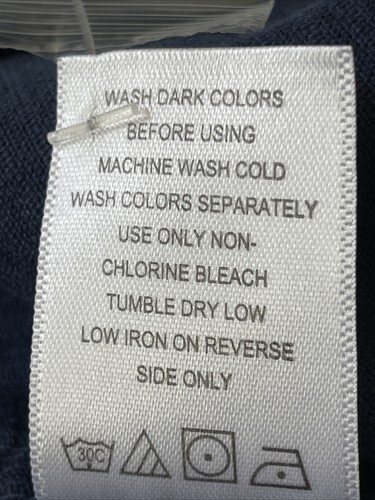 WASH DARK COLORS
BEFORE USING
MACHINE WASH COLD
WASH COLORS SEPARATELY
USE ONLY NON-
CHLORINE BLEACH
TUMBLE DRY LOW
LOW IRON ON REVERSE
SIDE ONLY
30C